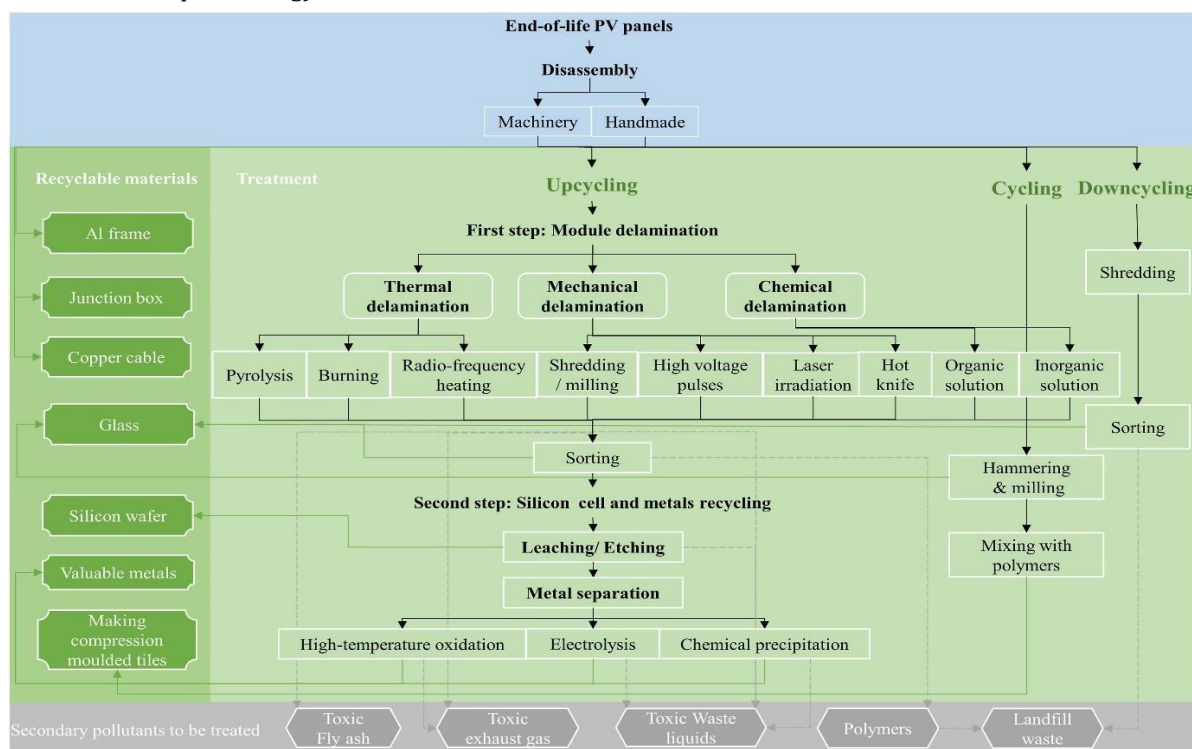 End-of-life PV panels
Disassembly
Machinery
Handmade
Recyclable materials
Treatment
Upcycling
Cycling
Downcycling
Al frame
First step: Module delamination
Shredding
Junction box
Thermal
delamination
Mechanical
delamination
Chemical
delamination
Copper cable
Pyrolysis
Burning
Radio-frequency
heating
Shredding
/ milling
High voltage
pulses
Laser
irradiation
Hot
knife
Organic
solution
Inorganic
solution
Glass
Sorting
Sorting
Hammering
& milling
Second step: Silicon cell and metals recycling
Silicon wafer
Leaching/ Etching
Mixing with
polymers
Valuable metals
Metal separation
Making
compression
moulded tiles
High-temperature oxidation
Electrolysis
Chemical precipitation
Secondary pollutants to be treated
Toxic
Fly ash
Toxic
exhaust gas
Toxic Waste
liquids
Polymers
Landfill
waste